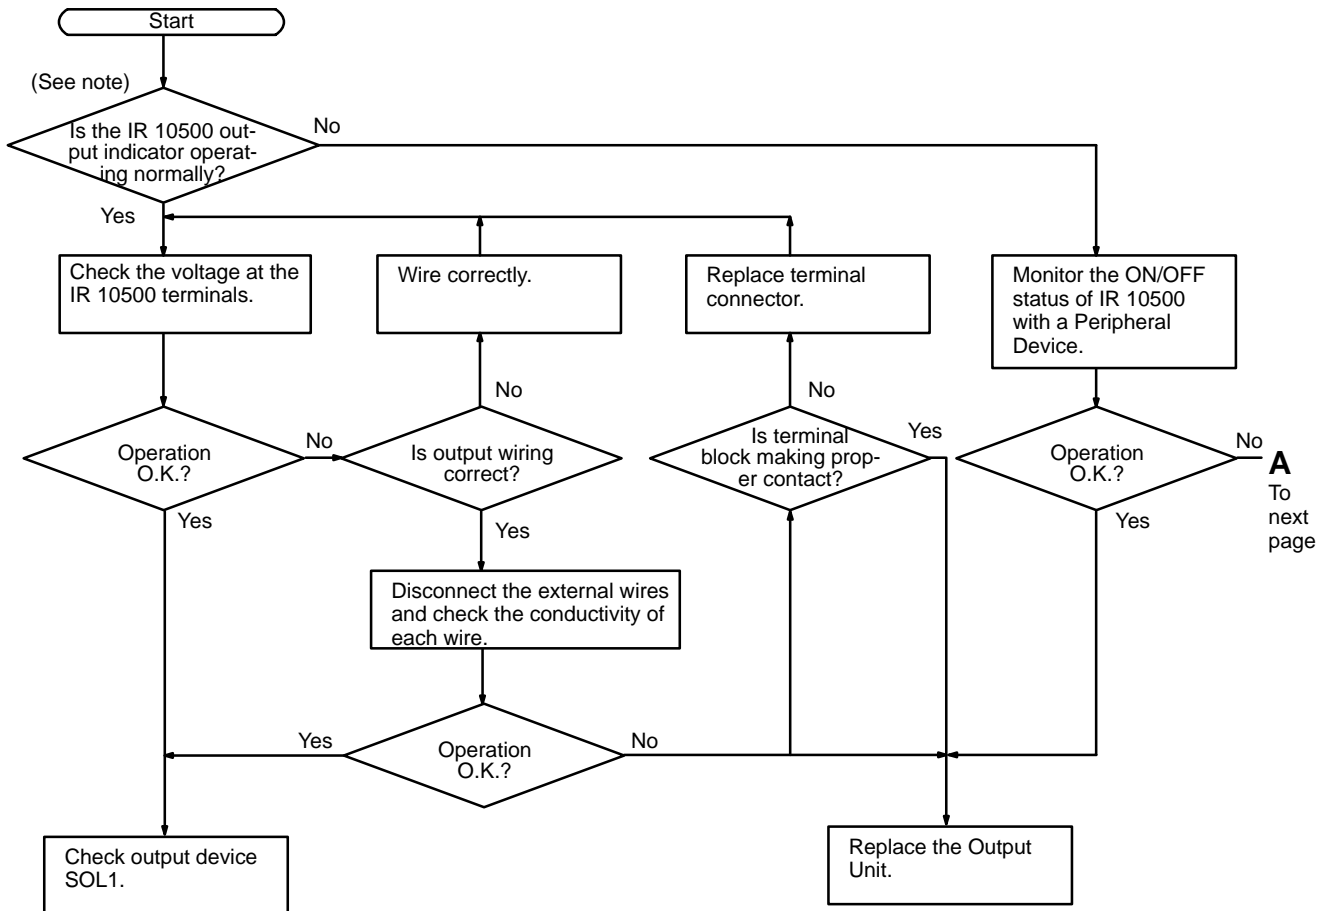 Start
(See note)
Is the IR 10500 out-
put indicator operat-
ing normally?
No
Yes
Check the voltage at the
IR 10500 terminals.
Wire correctly.
Replace terminal
connector.
Monitor the ON/OFF
status of IR 10500
with a Peripheral
Device.
No
No
Operation
O.K.?
No
Is output wiring
correct?
Is terminal
block making prop-
er contact?
Yes
Operation
O.K.?
No
A
To
next
page
Yes
Yes
Yes
Disconnect the external wires
and check the conductivity of
each wire.
Yes
Operation
O.K.?
No
Check output device
SOL1.
Replace the Output
Unit.